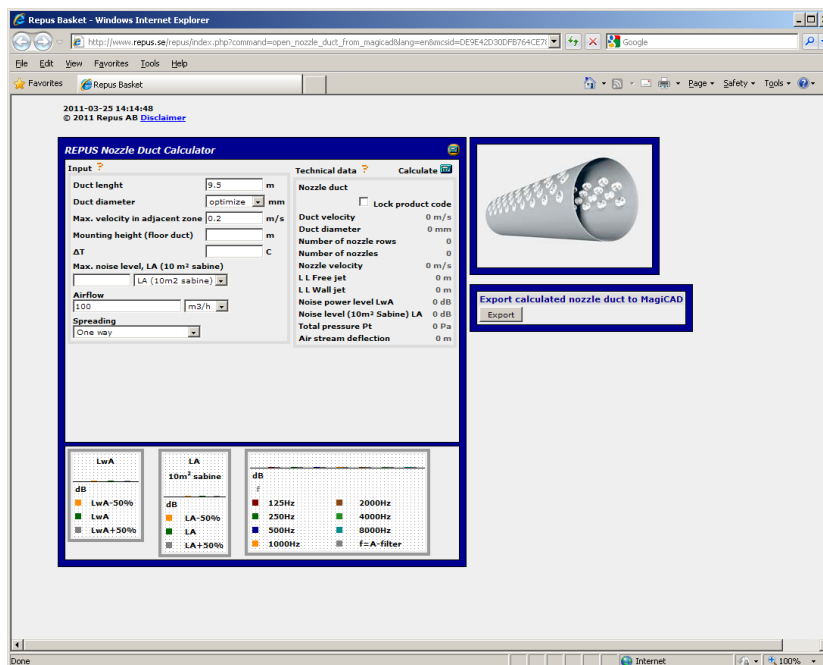 Repus Basket - Windows Internet Explorer
http://www.repus.se/repus/index.php?command=open_nozzle_duct_from_magicad&lang=en&mcsid=DE9E42D30DFB764CE7
Google
File Edit View Favorites Tools Help
Favorites Repus Basket Page Safety Tools
2011-03-25 14:14:48
© 2011 Repus AB Disclaimer
REPUS Nozzle Duct Calculator
Input ?
Duct lenght 9.5 m
Duct diameter optimize mm
Max. velocity in adjacent zone 0.2 m/s
Mounting height (floor duct) m
ΔT C
Max. noise level, LA (10 m² sabine)
LA (10m2 sabine)
Airflow
100 m3/h
Spreading
One way
Technical data ? Calculate
Nozzle duct
Lock product code
Duct velocity 0 m/s
Duct diameter 0 mm
Number of nozzle rows 0
Number of nozzles 0
Nozzle velocity 0 m/s
L L Free jet 0 m
L L Wall jet 0 m
Noise power level LwA 0 dB
Noise level (10m² Sabine) LA 0 dB
Total pressure Pt 0 Pa
Air stream deflection 0 m
Export calculated nozzle duct to MagiCAD
Export
LwA
dB
LwA-50%
LwA
LwA+50%
LA
10m² sabine
dB
LA-50%
LA
LA+50%
dB
f
125Hz 2000Hz
250Hz 4000Hz
500Hz 8000Hz
1000Hz f=A-filter
Done Internet 100%